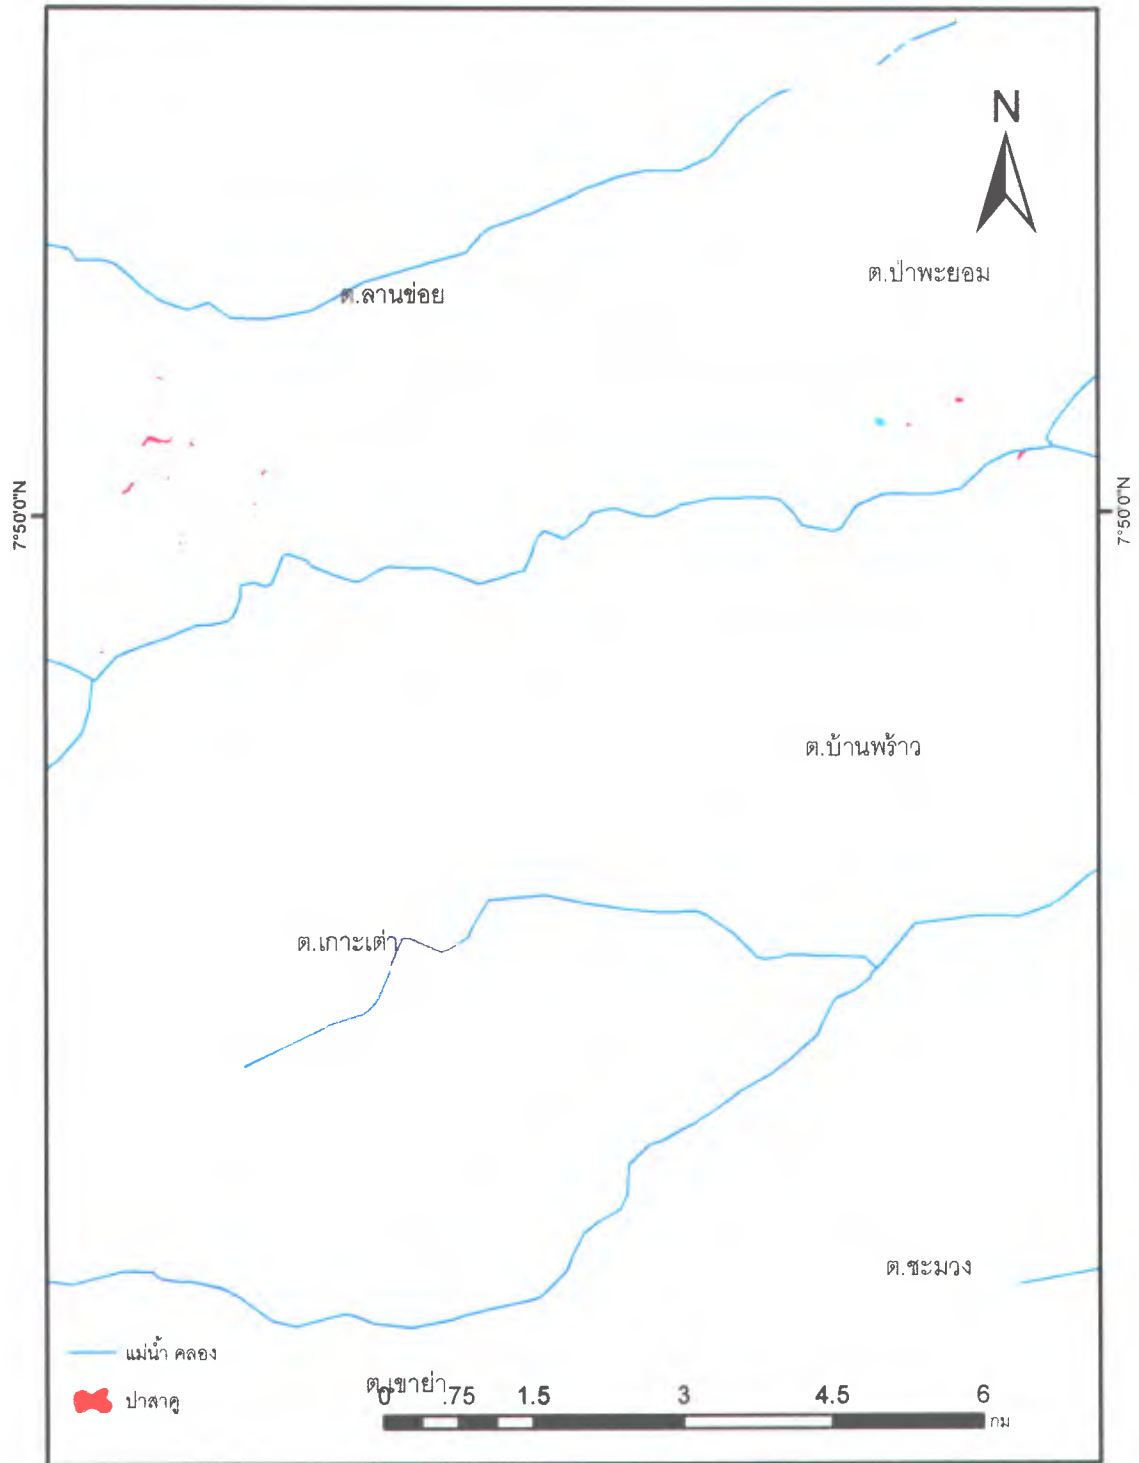 N
ต.ป่าพะยอม
ต.ลานข่อย
7°50'0"N
7°50'0"N
ต.บ้านพร้าว
ต.เกาะเต่า
ต.ชะมวง
แม่น้ำ คลอง
ต.เขาย่า
ป่าสาคู
0 .75 1.5 3 4.5 6
กม